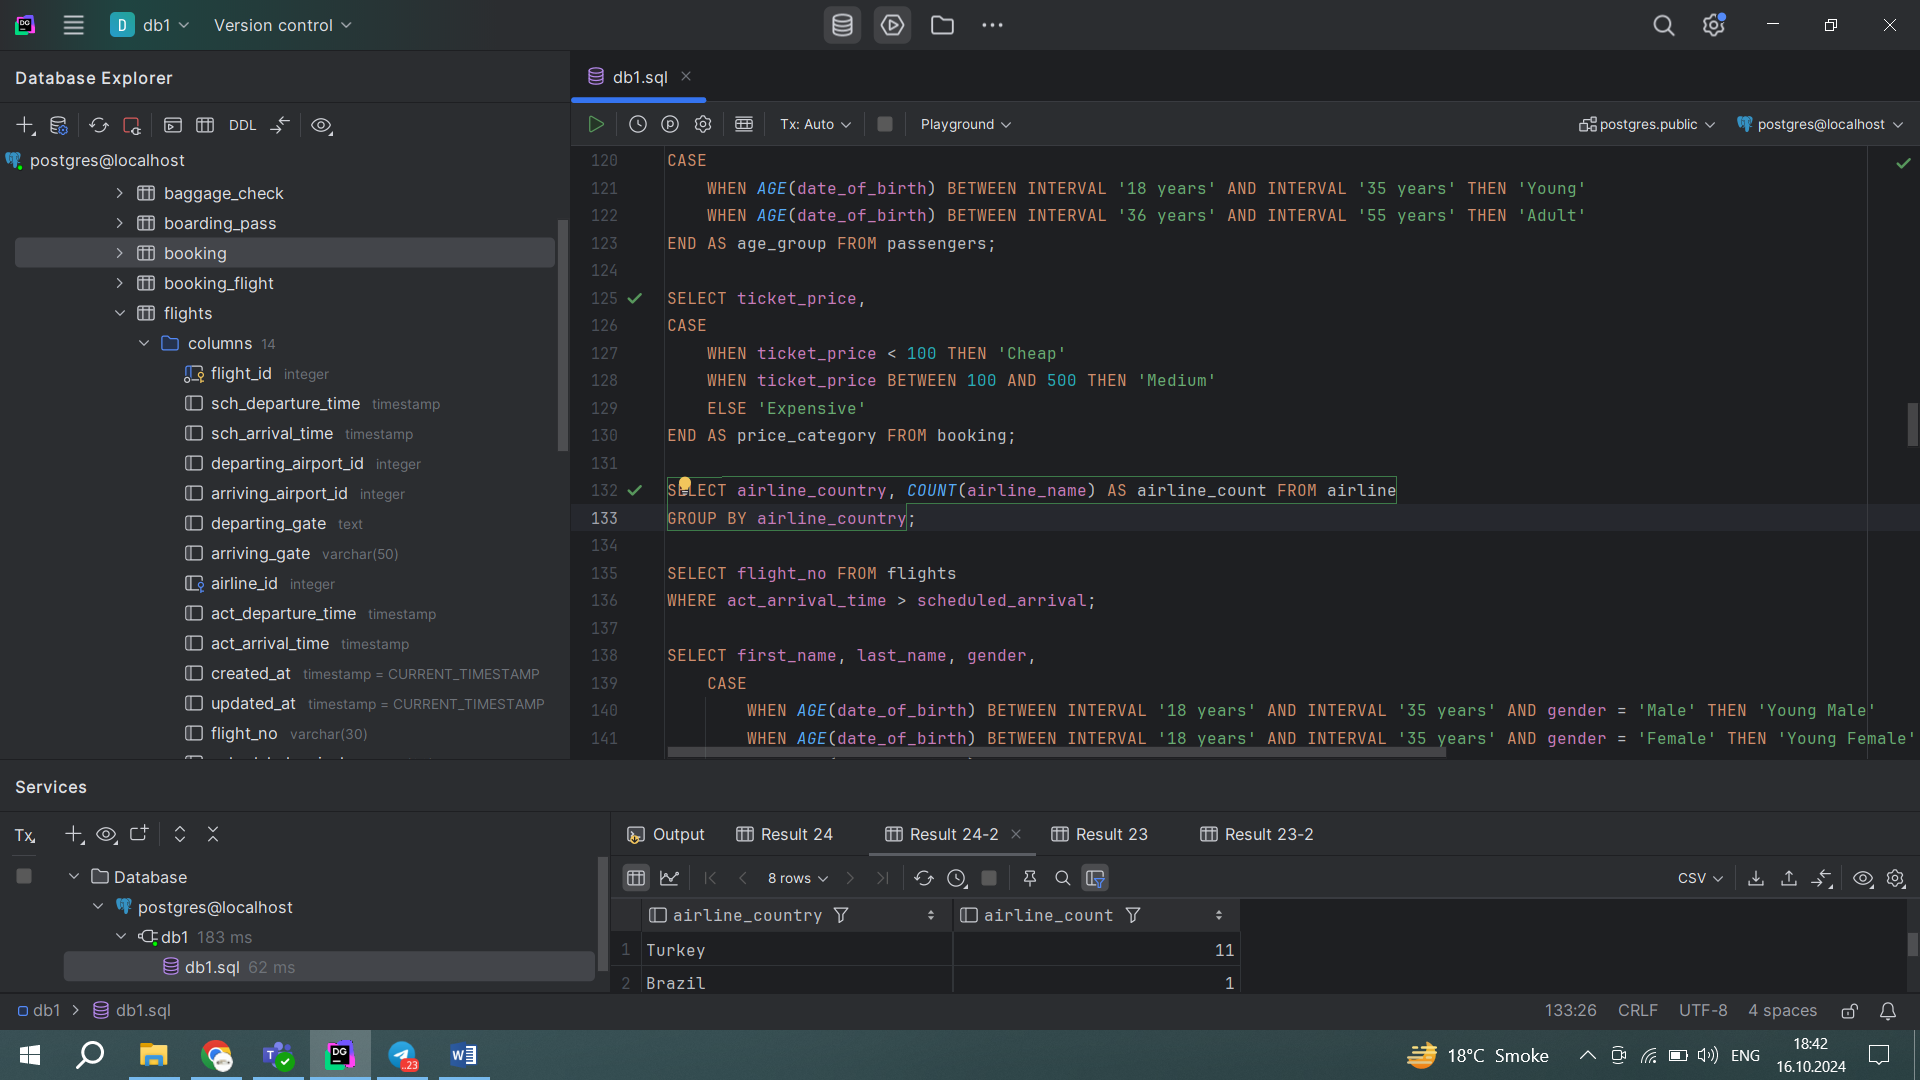 D db1 Version control
Database Explorer
db1.sql
DDL
Tx: Auto
Playground
postgres.public
postgres@localhost
postgres@localhost
baggage_check
boarding_pass
booking
booking_flight
flights
columns 14
flight_id integer
sch_departure_time timestamp
sch_arrival_time timestamp
departing_airport_id integer
arriving_airport_id integer
departing_gate text
arriving_gate varchar(50)
airline_id integer
act_departure_time timestamp
act_arrival_time timestamp
created_at timestamp = CURRENT_TIMESTAMP
updated_at timestamp = CURRENT_TIMESTAMP
flight_no varchar(30)
120 CASE
121 WHEN AGE(date_of_birth) BETWEEN INTERVAL '18 years' AND INTERVAL '35 years' THEN 'Young'
122 WHEN AGE(date_of_birth) BETWEEN INTERVAL '36 years' AND INTERVAL '55 years' THEN 'Adult'
123 END AS age_group FROM passengers;
124
125 SELECT ticket_price,
126 CASE
127 WHEN ticket_price < 100 THEN 'Cheap'
128 WHEN ticket_price BETWEEN 100 AND 500 THEN 'Medium'
129 ELSE 'Expensive'
130 END AS price_category FROM booking;
131
132 SELECT airline_country, COUNT(airline_name) AS airline_count FROM airline
133 GROUP BY airline_country;
134
135 SELECT flight_no FROM flights
136 WHERE act_arrival_time > scheduled_arrival;
137
138 SELECT first_name, last_name, gender,
139 CASE
140 WHEN AGE(date_of_birth) BETWEEN INTERVAL '18 years' AND INTERVAL '35 years' AND gender = 'Male' THEN 'Young Male'
141 WHEN AGE(date_of_birth) BETWEEN INTERVAL '18 years' AND INTERVAL '35 years' AND gender = 'Female' THEN 'Young Female'
Services
Tx
Database
postgres@localhost
db1 183 ms
db1.sql 62 ms
Output Result 24 Result 24-2 Result 23 Result 23-2
8 rows
CSV
airline_country airline_count
1 Turkey 11
2 Brazil 1
db1 > db1.sql
133:26 CRLF UTF-8 4 spaces
DG
..23
18°C Smoke
ENG
18:42
16.10.2024